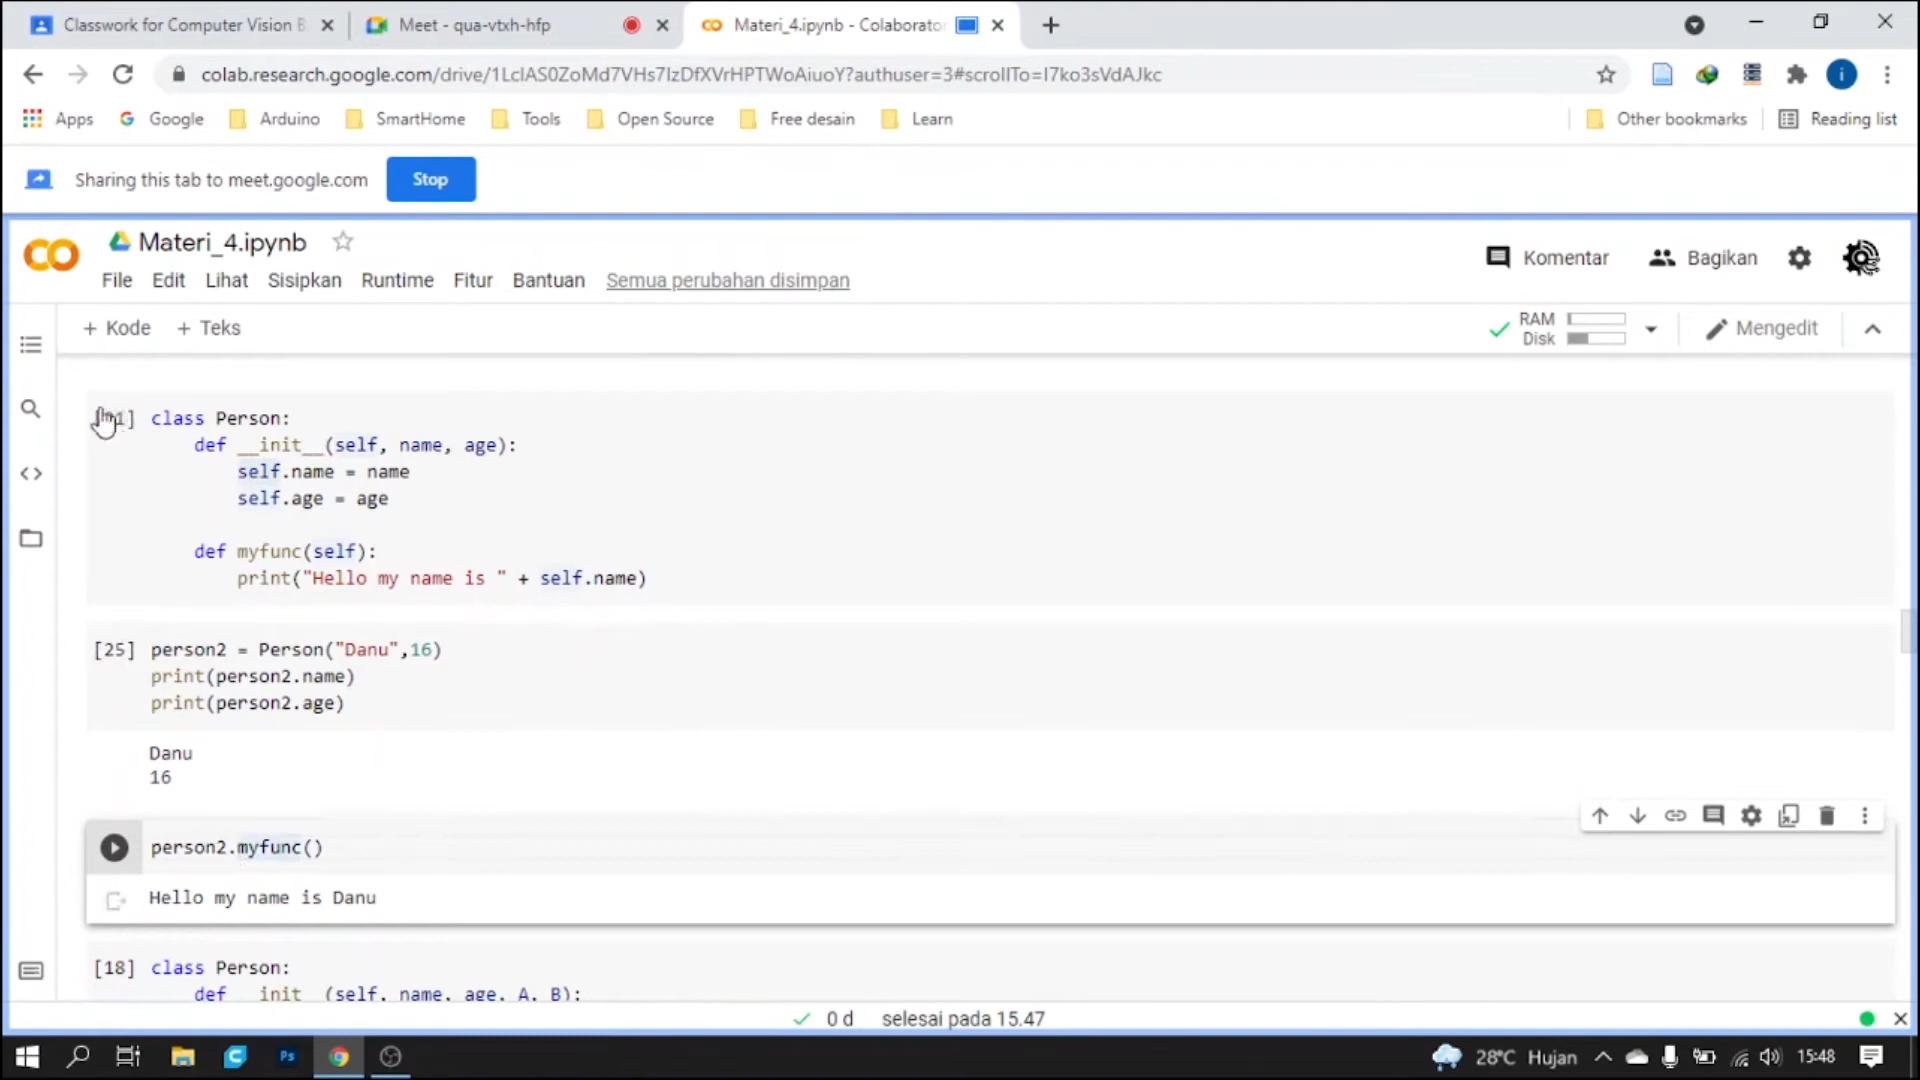 Classwork for Computer Vision B
Meet - qua-vtxh-hfp
Materi_4.ipynb - Colaborator
colab.research.google.com/drive/1LclAS0ZoMd7VHs7IzDfXVrHPTWoAiuoY?authuser=3#scrollTo=I7ko3sVdAJkc
Apps
Google
Arduino
SmartHome
Tools
Open Source
Free desain
Learn
Other bookmarks
Reading list
Sharing this tab to meet.google.com
Stop
Materi_4.ipynb
Komentar
Bagikan
File Edit Lihat Sisipkan Runtime Fitur Bantuan Semua perubahan disimpan
+ Kode + Teks
RAM
Disk
Mengedit
class Person:
def __init__(self, name, age):
self.name = name
self.age = age
def myfunc(self):
print("Hello my name is " + self.name)
[25] person2 = Person("Danu",16)
print(person2.name)
print(person2.age)
Danu
16
person2.myfunc()
Hello my name is Danu
[18] class Person:
def __init__(self, name, age, A, B):
0 d selesai pada 15.47
28°C Hujan
15:48